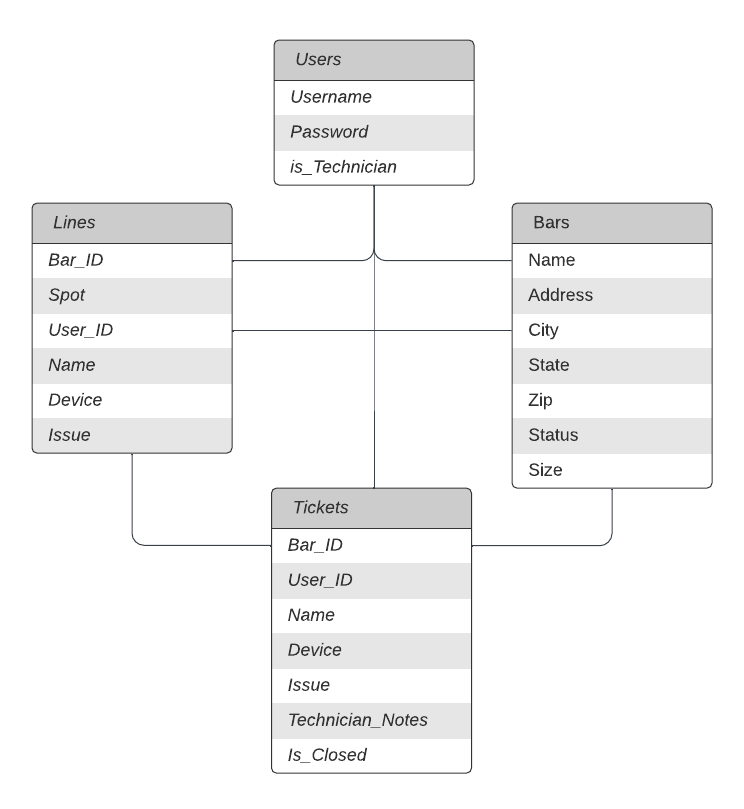 Users
Username
Password
is_Technician
Lines
Bar_ID
Spot
User_ID
Name
Device
Issue
Bars
Name
Address
City
State
Zip
Status
Size
Tickets
Bar_ID
User_ID
Name
Device
Issue
Technician_Notes
Is_Closed